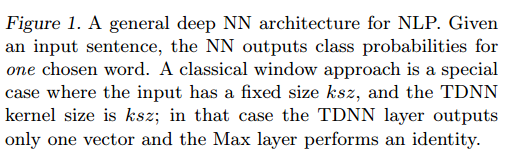 Figure 1. A general deep NN architecture for NLP. Given
an input sentence, the NN outputs class probabilities for
one chosen word. A classical window approach is a special
case where the input has a fixed size ksz, and the TDNN
kernel size is ksz; in that case the TDNN layer outputs
only one vector and the Max layer performs an identity.